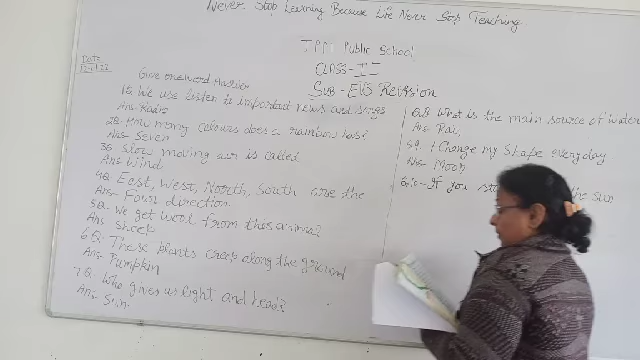 Never Stop Learning Because Life Never Stop Teaching
JPM Public School
CLASS-II
Sub-EVS Revision
DATE
Give one word Answer
1Q. We use listen to important news and songs
Ans Radio
2Q. How many colours does a rainbow has?
Ans- Seven
3Q. Slow moving air is called
Ans Wind
4Q. East, West, North, South are the
Ans- Four direction
5Q. We get wool from these animal?
Ans Sheep
6Q. These plants creep along the ground
Ans- Pumpkin
7Q. Who gives us light and heat?
Ans- Sun
Q.8 What is the main source of water
Ans Rain
9Q. I Change my shape everyday
Ans- Moon
If you the sun